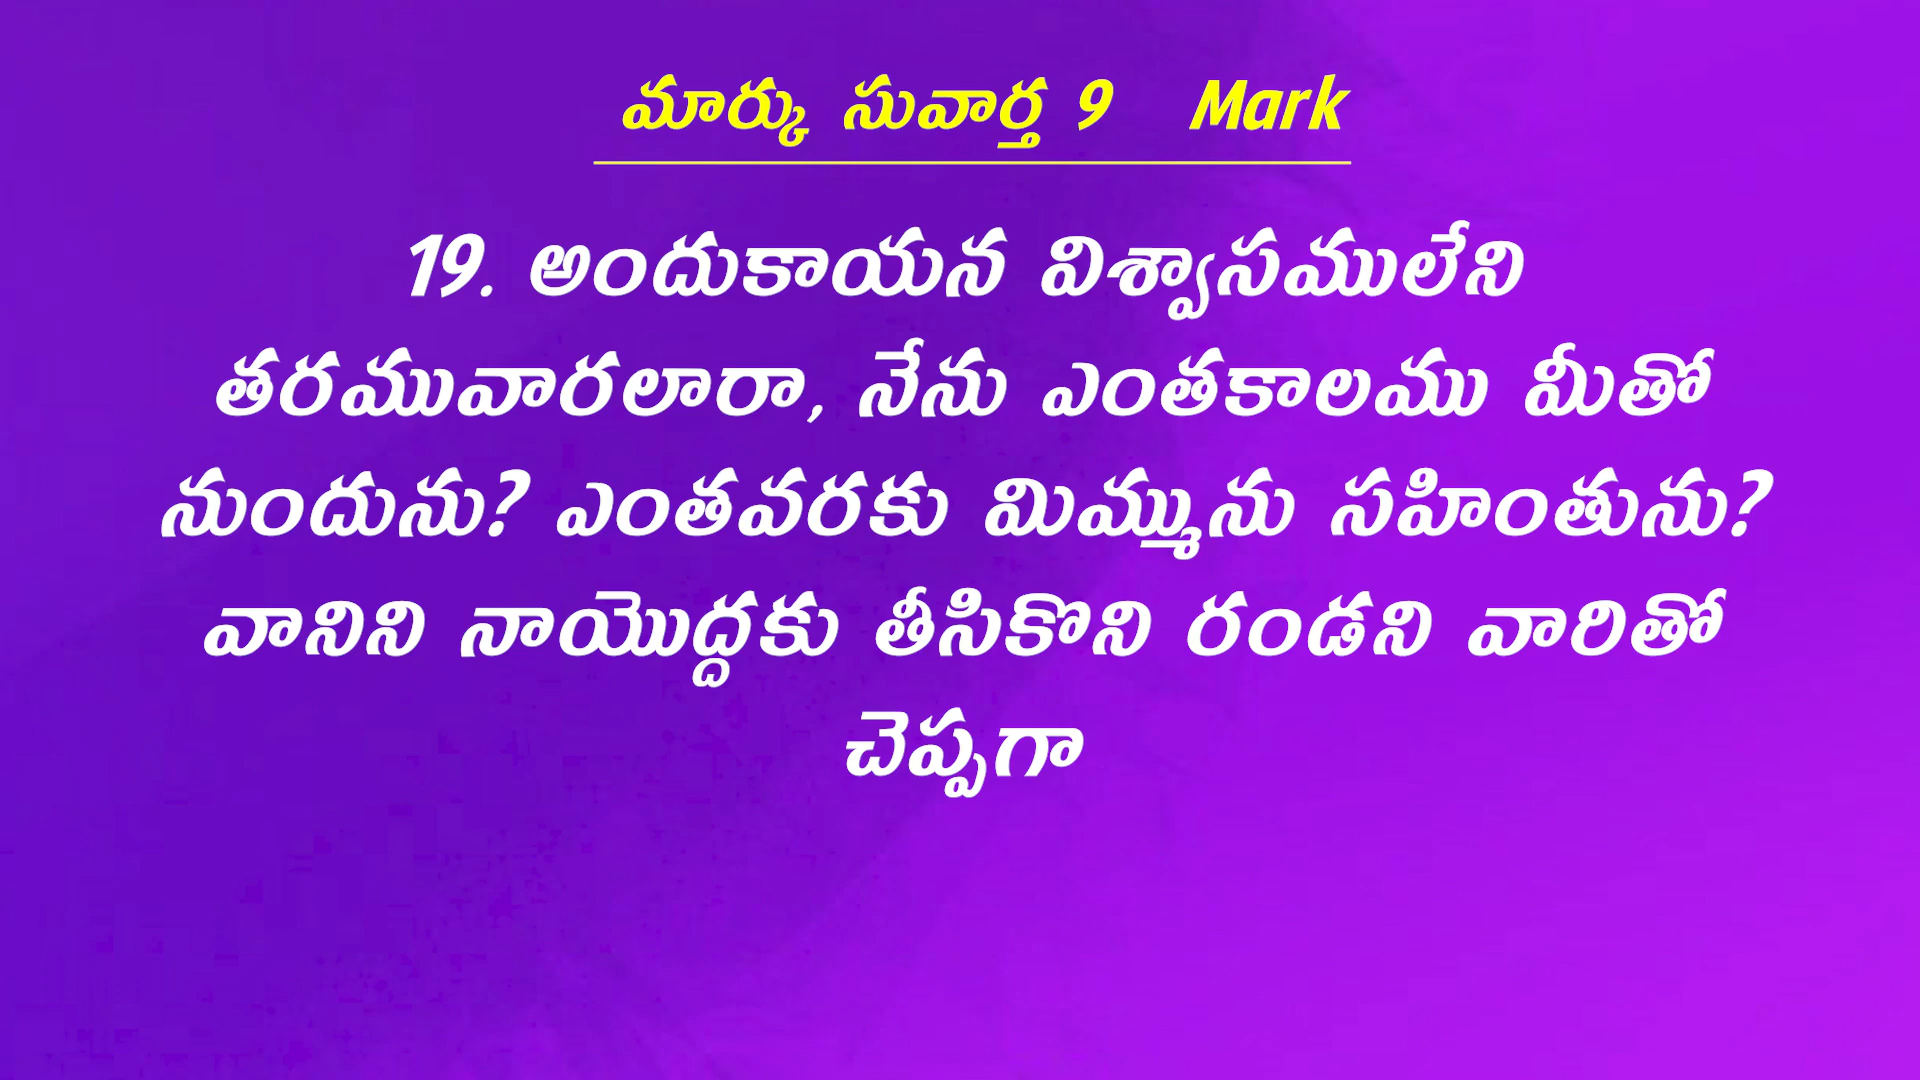 మార్కు సువార్త 9 Mark
19. అందుకాయన విశ్వాసములేని
తరమువారలారా, నేను ఎంతకాలము మీతో
నుందును? ఎంతవరకు మిమ్మును సహింతును?
వానిని నాయొద్దకు తీసికొని రండని వారితో
చెప్పగా